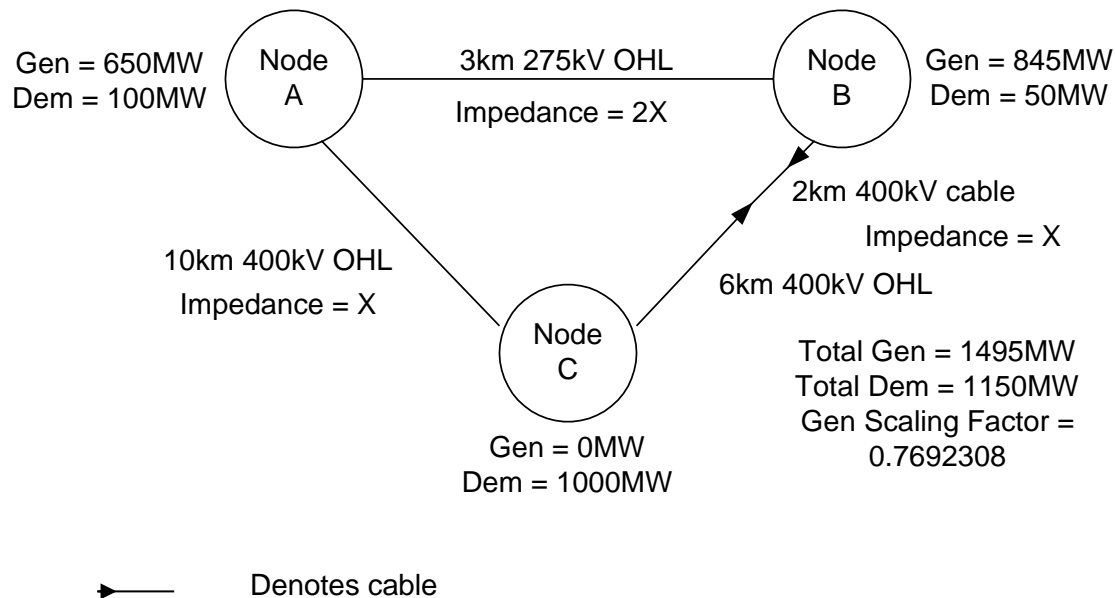 Gen = 650MW
Dem = 100MW
Node
A
3km 275kV OHL
Impedance = 2X
Node
B
Gen = 845MW
Dem = 50MW
2km 400kV cable
Impedance = X
10km 400kV OHL
Impedance = X
6km 400kV OHL
Node
C
Gen = 0MW
Dem = 1000MW
Total Gen = 1495MW
Total Dem = 1150MW
Gen Scaling Factor =
0.7692308
Denotes cable